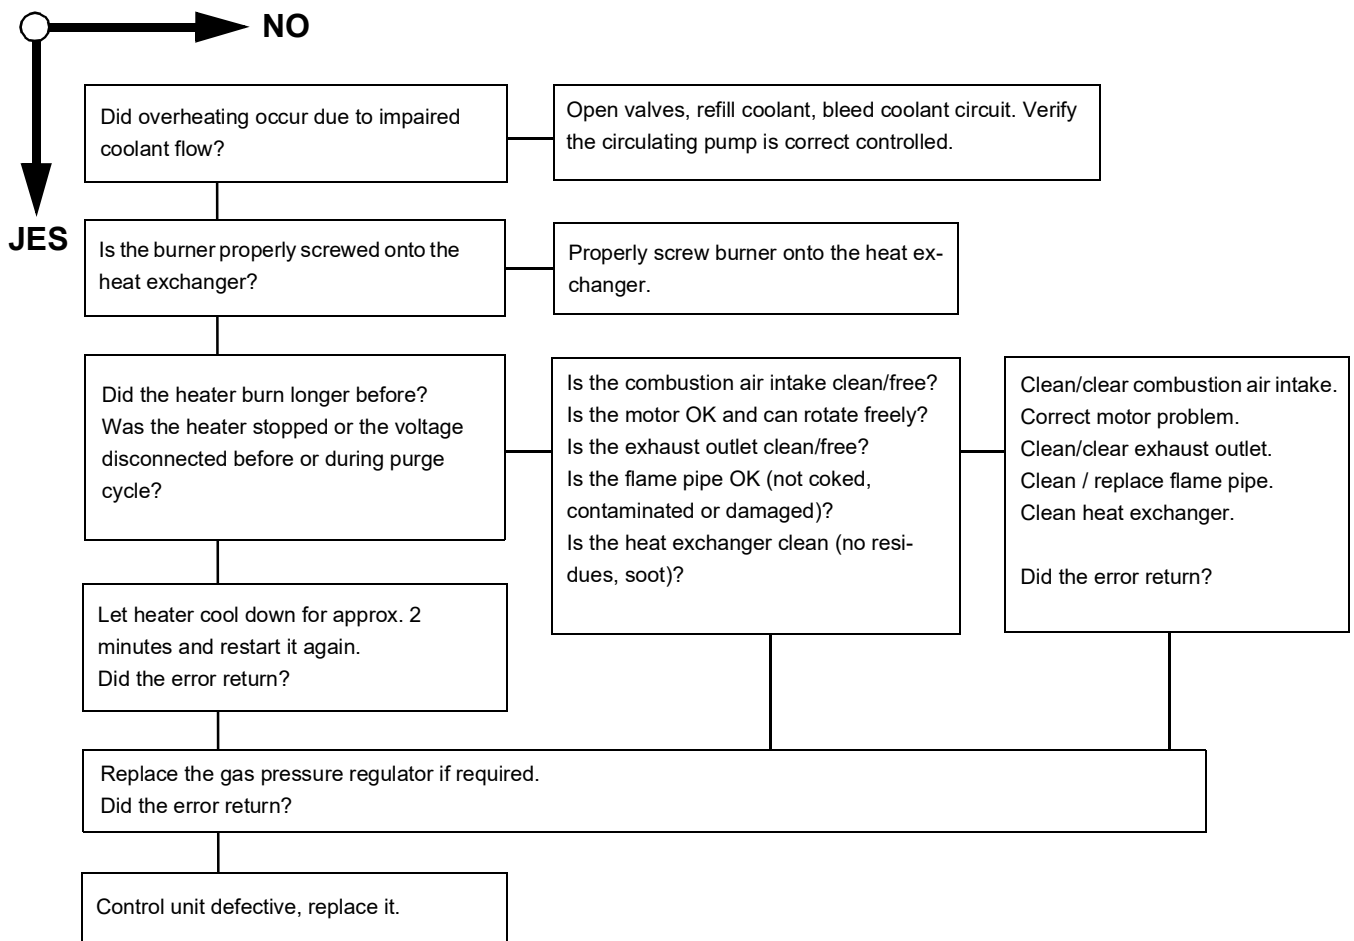 NO
JES
Did overheating occur due to impaired
coolant flow?
Open valves, refill coolant, bleed coolant circuit. Verify
the circulating pump is correct controlled.
Is the burner properly screwed onto the
heat exchanger?
Properly screw burner onto the heat ex-
changer.
Did the heater burn longer before?
Was the heater stopped or the voltage
disconnected before or during purge
cycle?
Is the combustion air intake clean/free?
Is the motor OK and can rotate freely?
Is the exhaust outlet clean/free?
Is the flame pipe OK (not coked,
contaminated or damaged)?
Is the heat exchanger clean (no resi-
dues, soot)?
Clean/clear combustion air intake.
Correct motor problem.
Clean/clear exhaust outlet.
Clean / replace flame pipe.
Clean heat exchanger.
Did the error return?
Let heater cool down for approx. 2
minutes and restart it again.
Did the error return?
Replace the gas pressure regulator if required.
Did the error return?
Control unit defective, replace it.